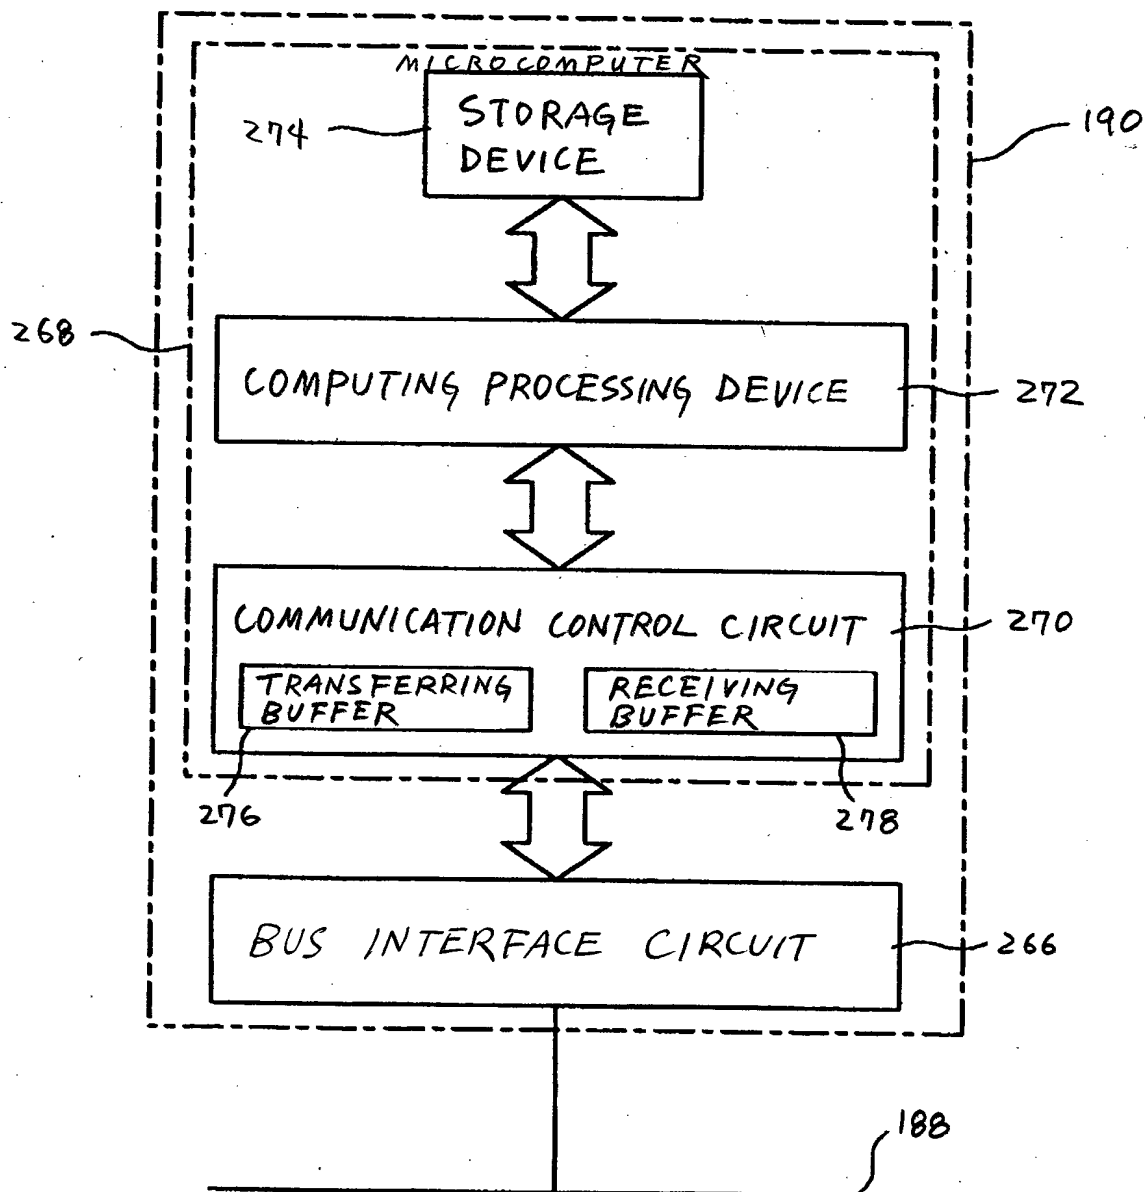 MICROCOMPUTER
STORAGE
DEVICE
274
190
268
COMPUTING PROCESSING DEVICE
272
COMMUNICATION CONTROL CIRCUIT
270
TRANSFERRING
BUFFER
RECEIVING
BUFFER
276
278
BUS INTERFACE CIRCUIT
266
188